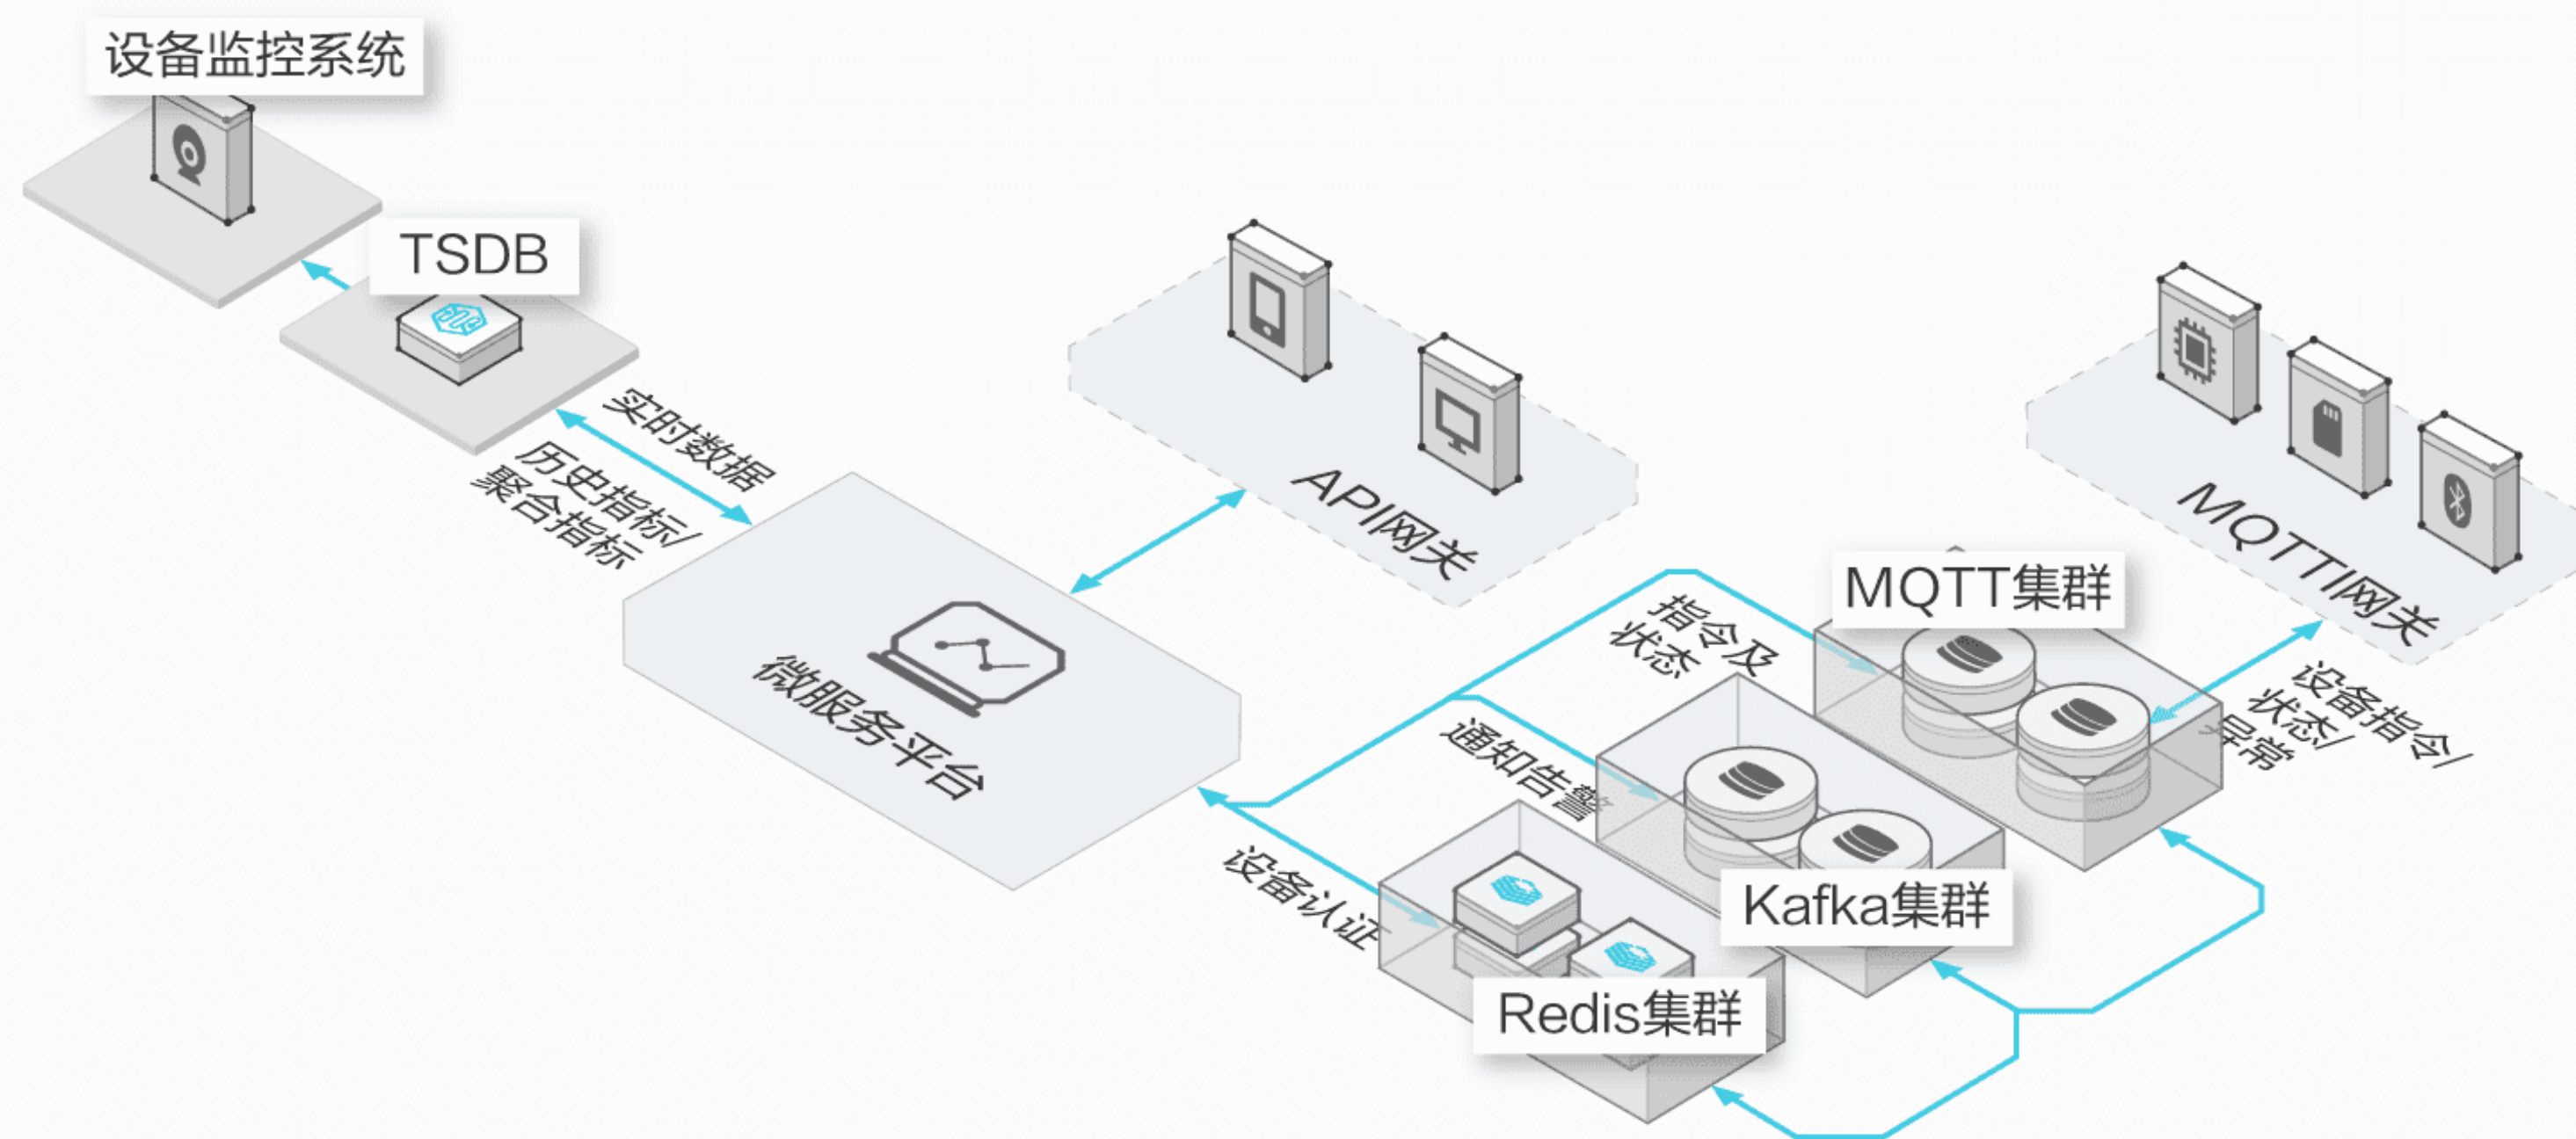 设备监控系统
TSDB
实时数据
历史指标/
聚合指标
微服务平台
API网关
MQTT网关
MQTT集群
指令及
状态
通知告警
设备认证
设备指令/
状态/
异常
Kafka集群
Redis集群